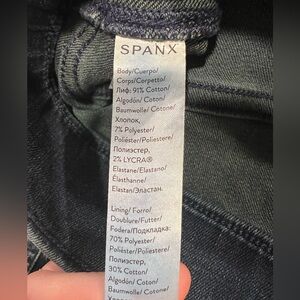 SPANX
Body/Cuerpo/
Corps/Corpetto/
Лиф: 91% Cotton/
Algodón/ Coton/
Baumwolle/ Cotone/
Хлопок,
7% Polyester/
Poliéster/Poliestere/
Полиэстер,
2% LYCRA®
Elastane/Elastano/
Élasthanne/
Elastan/Эластан.
Lining/ Forro/
Doublure/ Futter/
Fodera/Подкладка:
70% Polyester/
Poliéster/Poliestere/
Полиэстер,
30% Cotton/
Algodón/ Coton/
Baumwolle/ Cotone/